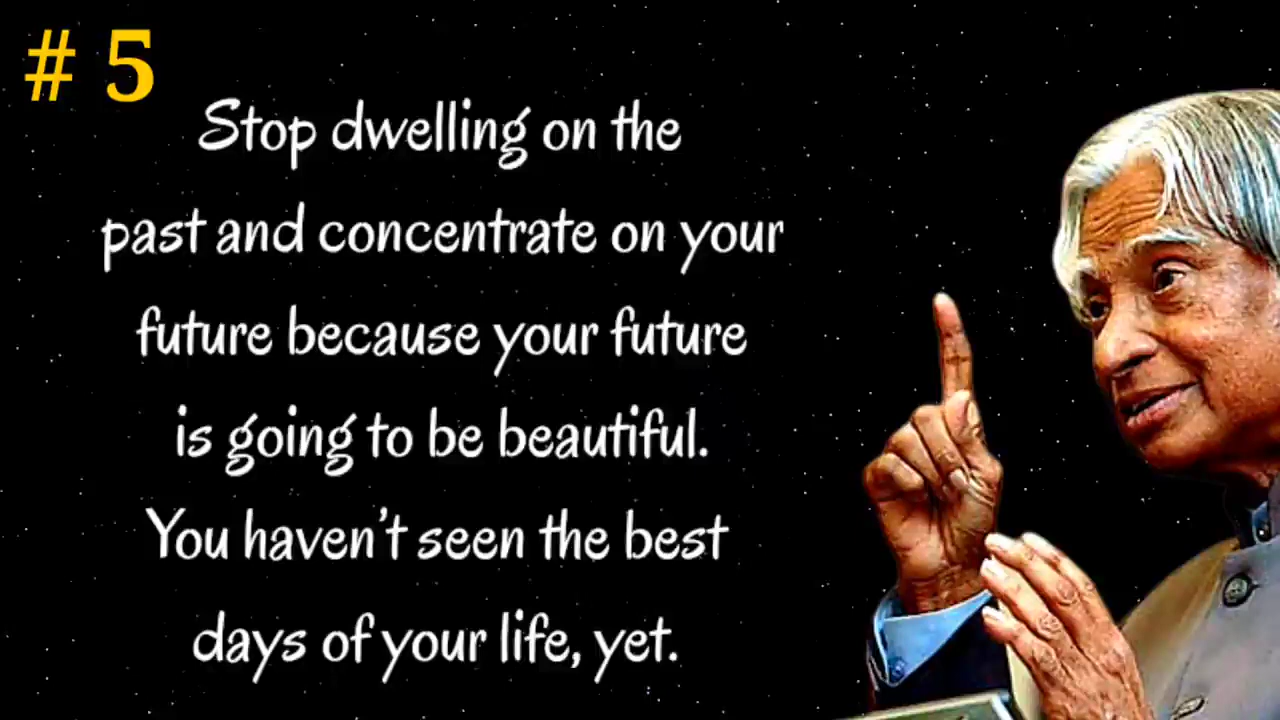 # 5
Stop dwelling on the
past and concentrate on your
future because your future
is going to be beautiful.
You haven't seen the best
days of your life, yet.